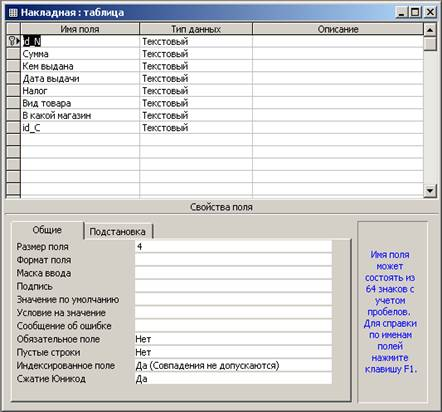 Накладная : таблица
Имя поля Тип данных Описание
id_N Текстовый
Сумма Текстовый
Кем выдана Текстовый
Дата выдачи Текстовый
Налог Текстовый
Вид товара Текстовый
В какой магазин Текстовый
id_C Текстовый
Свойства поля
Общие Подстановка
Размер поля 4
Формат поля
Маска ввода
Подпись
Значение по умолчанию
Условие на значение
Сообщение об ошибке
Обязательное поле Нет
Пустые строки Нет
Индексированное поле Да (Совпадения не допускаются)
Сжатие Юникод Да
Имя поля
может
состоять из
64 знаков с
учетом
пробелов.
Для справки
по именам
полей
нажмите
клавишу F1.